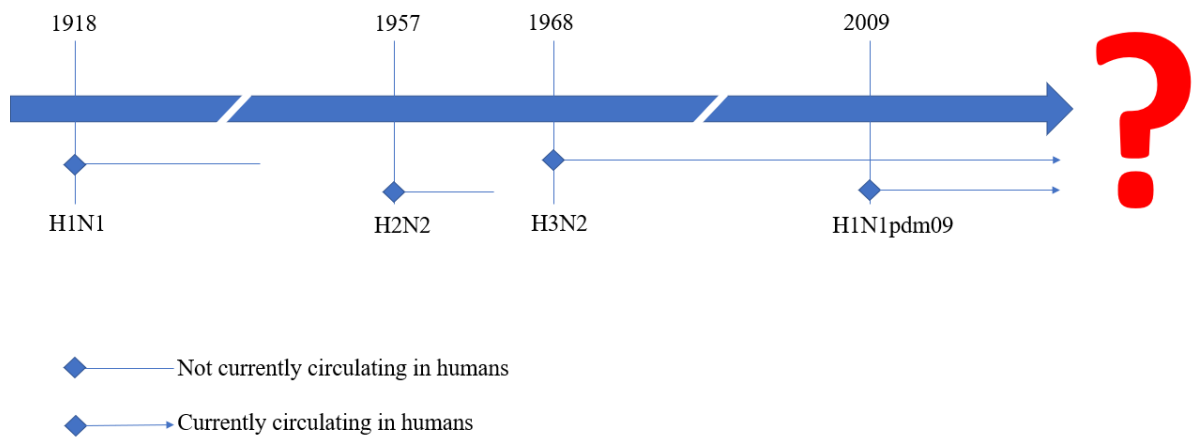 1918
1957
1968
2009
?
H1N1
H2N2
H3N2
H1N1pdm09
Not currently circulating in humans
Currently circulating in humans